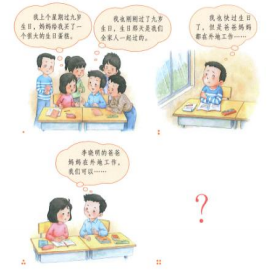 我上个星期过九岁
生日，妈妈给我买了一
个很大的生日蛋糕。
我也刚刚过了九岁
生日，生日那天是我们
全家人一起过的。
我也快过生日
了，但是爸爸妈妈
都在外地工作……
李晓明的爸爸
妈妈在外地工作，
我们可以……
？